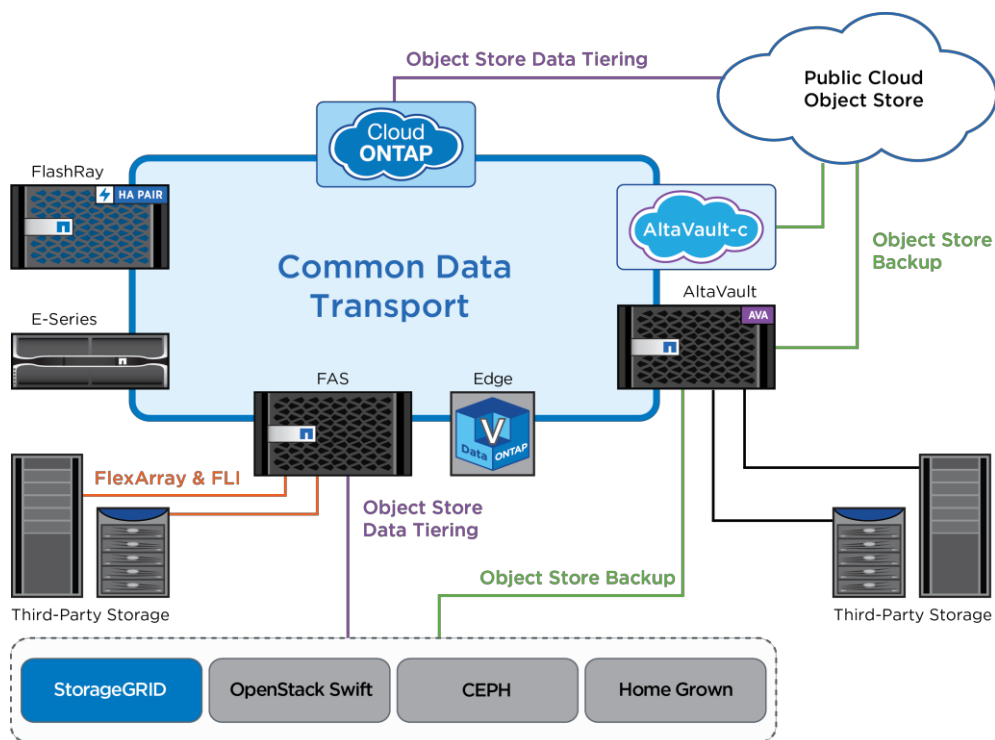 Object Store Data Tiering
Public Cloud
Object Store
Cloud
ONTAP
FlashRay
HA PAIR
AltaVault-c
Object Store
Backup
Common Data
Transport
AltaVault
AVA
E-Series
FAS
Edge
V
Data ONTAP
FlexArray & FLI
Object Store
Data Tiering
Object Store Backup
Third-Party Storage
Third-Party Storage
StorageGRID
OpenStack Swift
CEPH
Home Grown